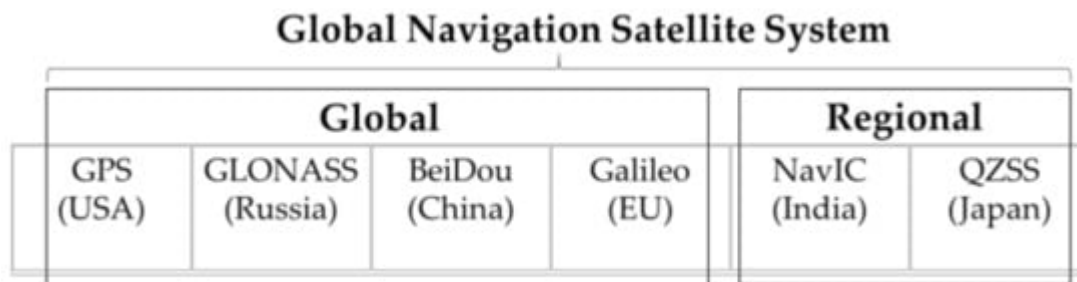 Global Navigation Satellite System
Global
Regional
GPS
(USA)
GLONASS
(Russia)
BeiDou
(China)
Galileo
(EU)
NavIC
(India)
QZSS
(Japan)